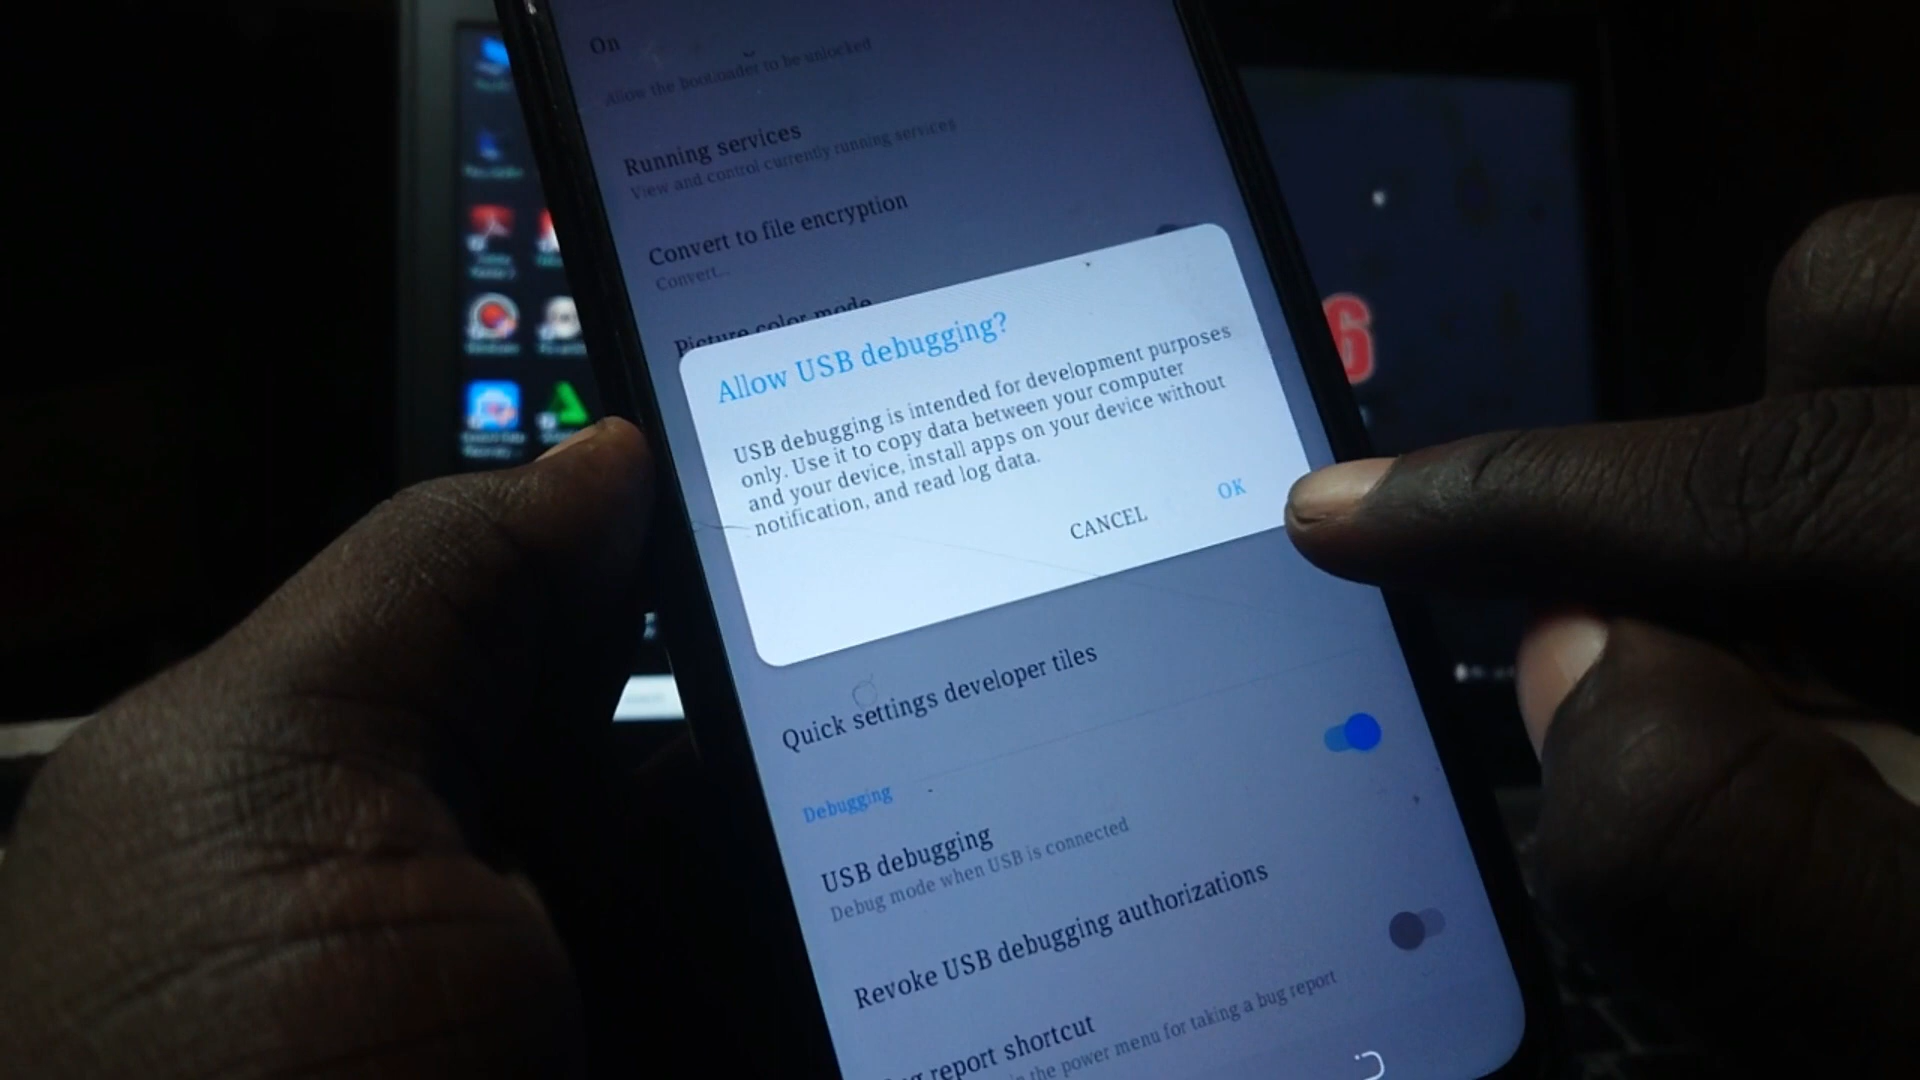 On
Allow the bootloader to be unlocked
Running services
View and control currently running services
Convert to file encryption
Convert...
Picture color mode
Allow USB debugging?
USB debugging is intended for development purposes
only. Use it to copy data between your computer
and your device, install apps on your device without
notification, and read log data.
CANCEL
OK
Quick settings developer tiles
Debugging
USB debugging
Debug mode when USB is connected
Revoke USB debugging authorizations
report shortcut
in the power menu for taking a bug report
6